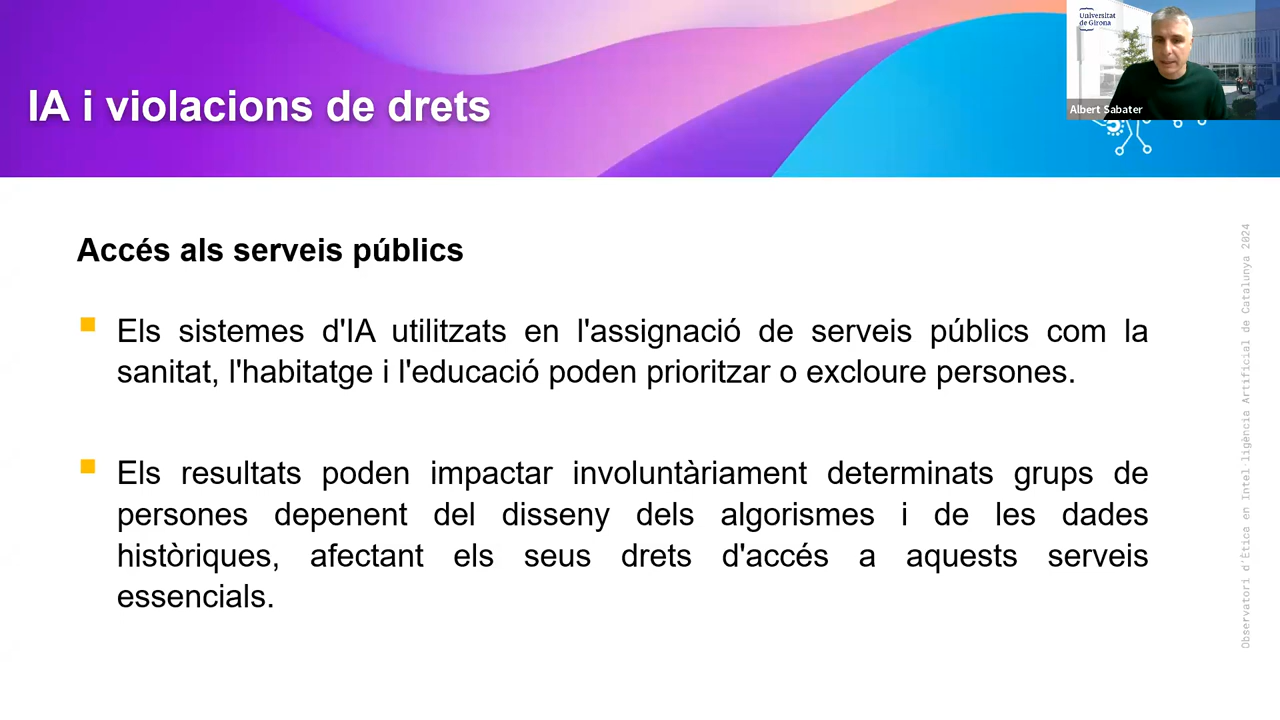 Universitat
de Girona
Albert Sabater
IA i violacions de drets
Accés als serveis públics
Els sistemes d'IA utilitzats en l'assignació de serveis públics com la
sanitat, l'habitatge i l'educació poden prioritzar o excloure persones.
Els resultats poden impactar involuntàriament determinats grups de
persones depenent del disseny dels algorismes i de les dades
històriques, afectant els seus drets d'accés a aquests serveis
essencials.
Observatori d'Ètica en Intel·ligència Artificial de Catalunya 2024